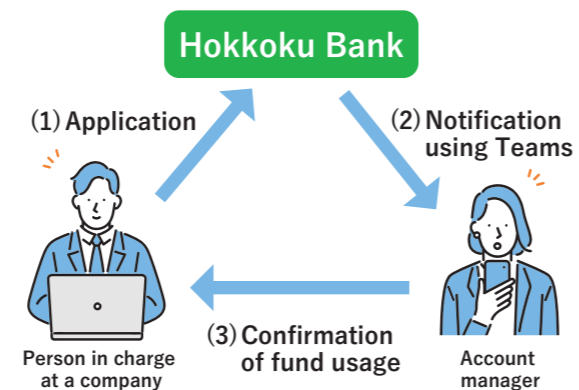 Hokkoku Bank
(1) Application
(2) Notification
using Teams
(3) Confirmation
of fund usage
Person in charge
at a company
Account
manager